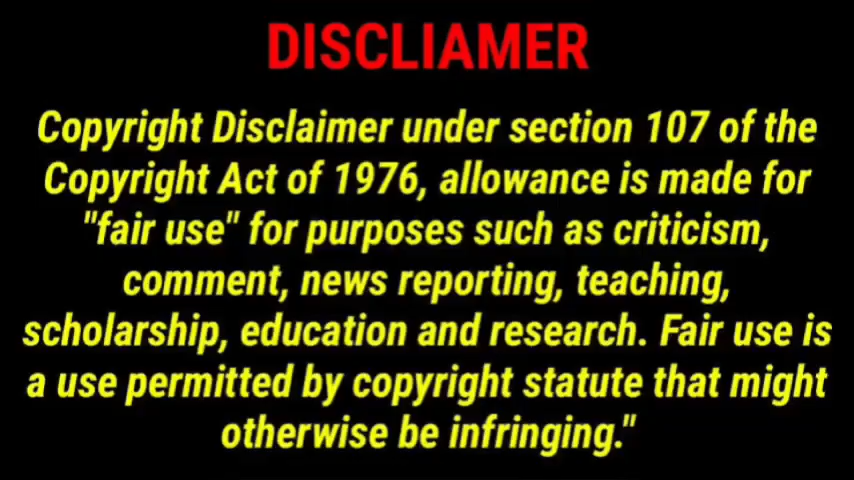 DISCLIAMER
Copyright Disclaimer under section 107 of the
Copyright Act of 1976, allowance is made for
"fair use" for purposes such as criticism,
comment, news reporting, teaching,
scholarship, education and research. Fair use is
a use permitted by copyright statute that might
otherwise be infringing."